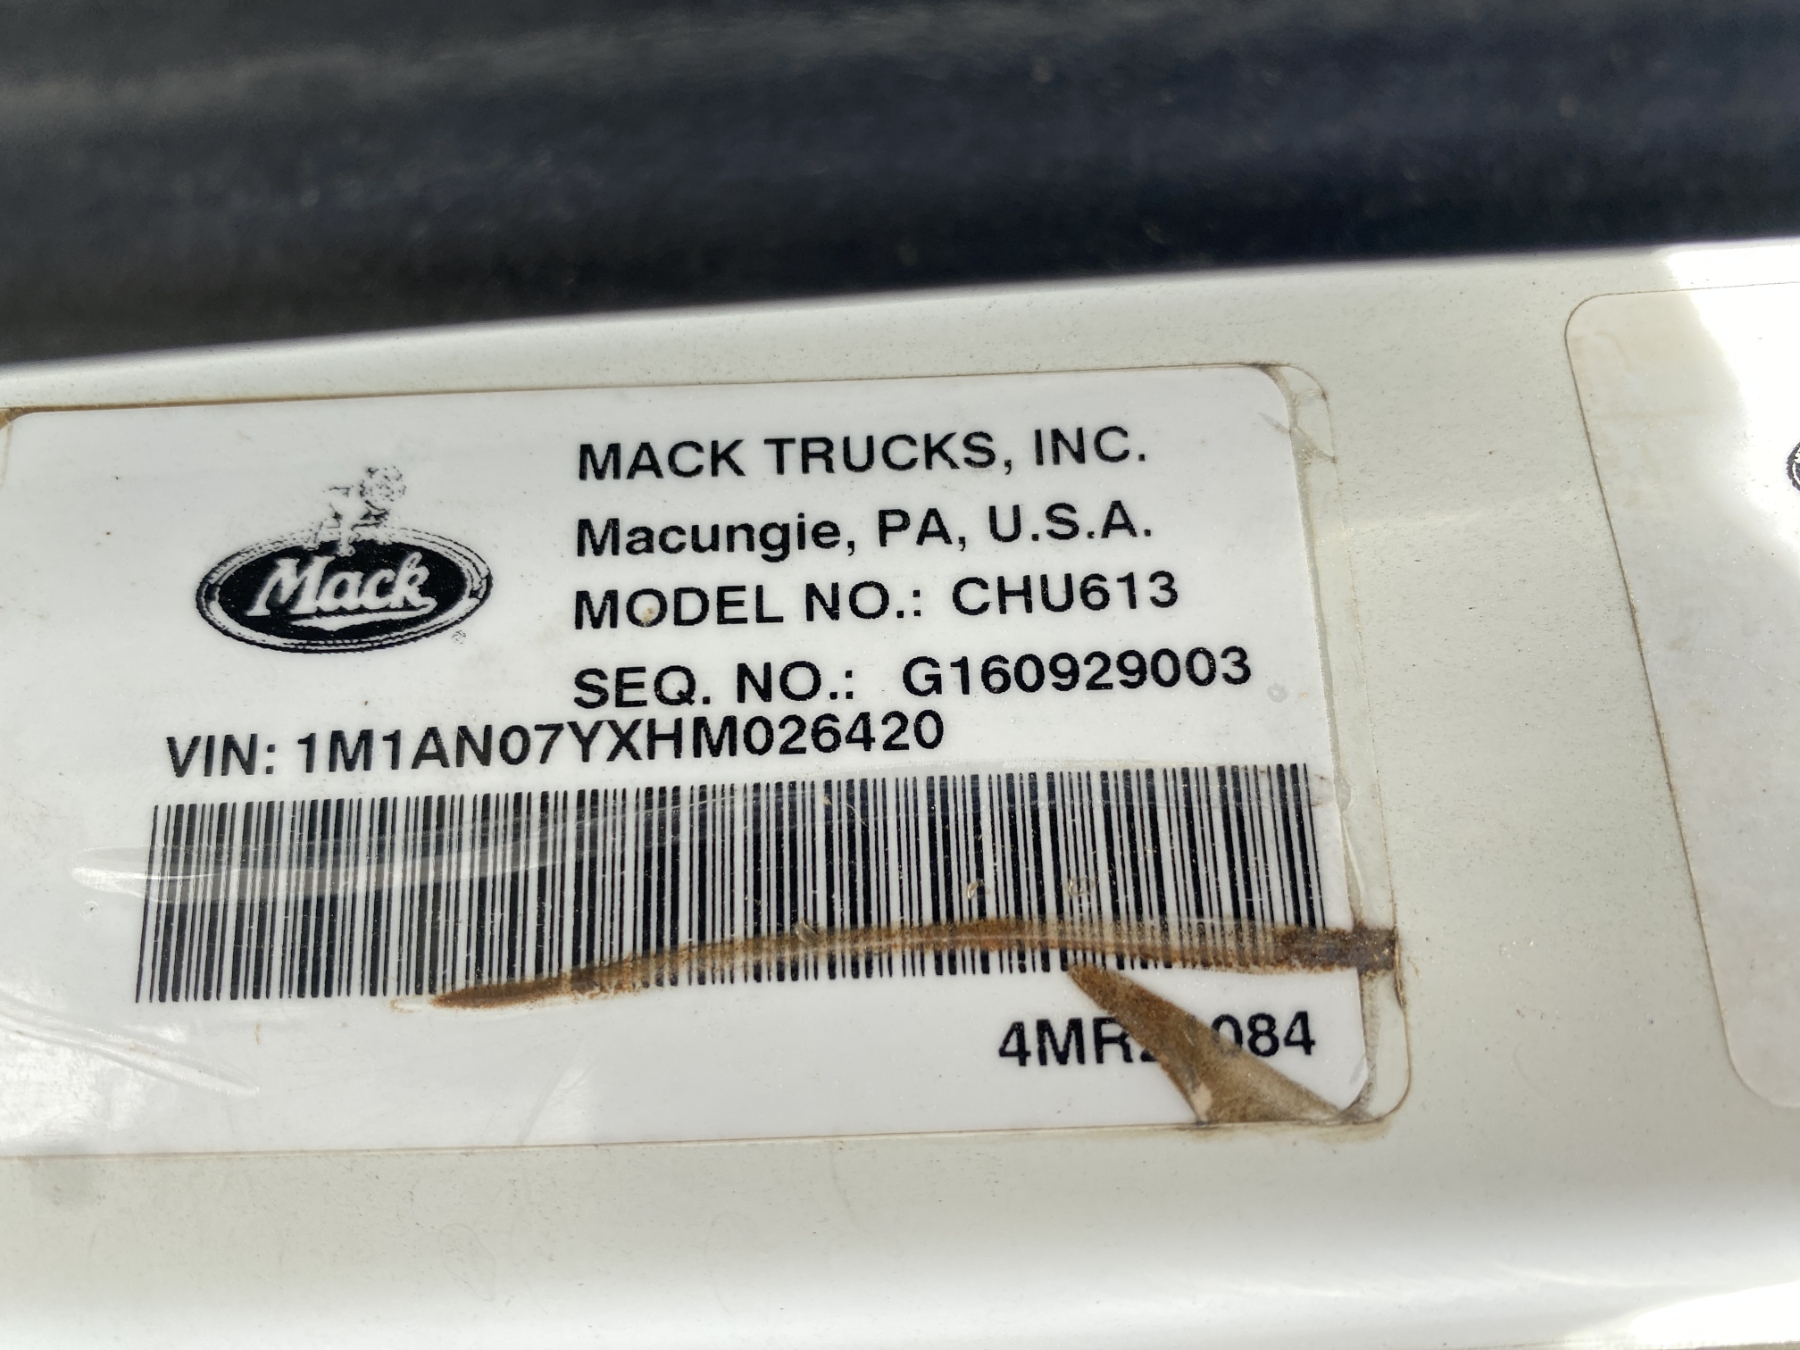 MACK TRUCKS, INC.
Macungie, PA, U.S.A.
Mack
MODEL NO.: CHU613
SEQ. NO.: G160929003
VIN: 1M1AN07YXHM026420